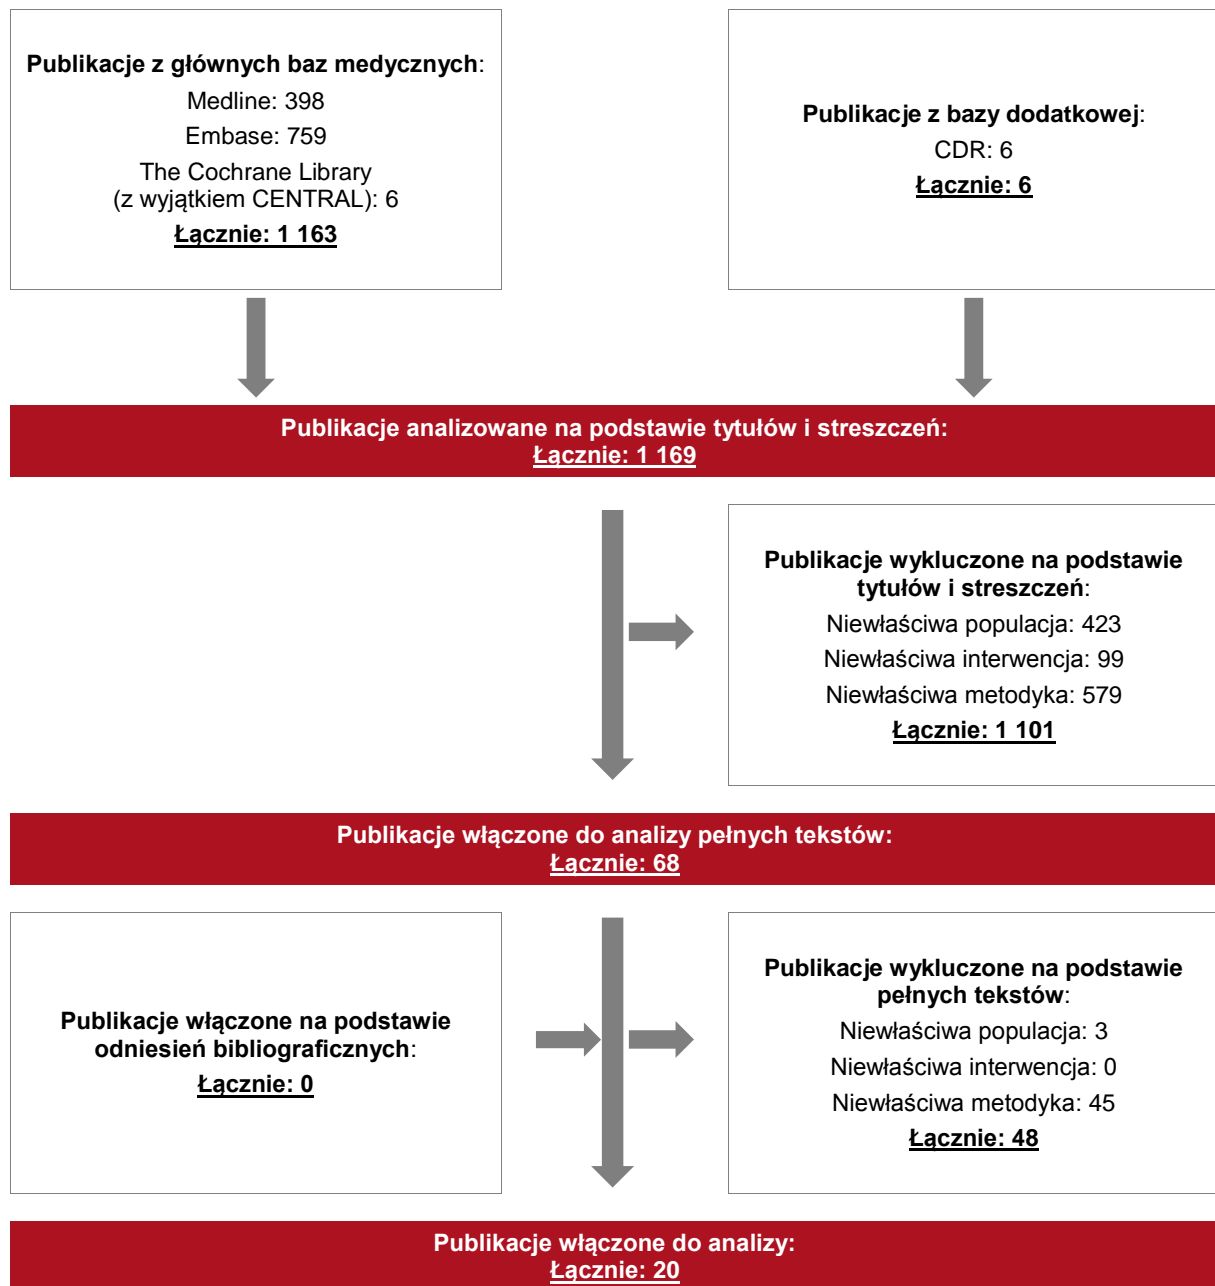 Publikacje z głównych baz medycznych:
Medline: 398
Embase: 759
The Cochrane Library
(z wyjątkiem CENTRAL): 6
Łącznie: 1 163
Publikacje z bazy dodatkowej:
CDR: 6
Łącznie: 6
Publikacje analizowane na podstawie tytułów i streszczeń:
Łącznie: 1 169
Publikacje wykluczone na podstawie
tytułów i streszczeń:
Niewłaściwa populacja: 423
Niewłaściwa interwencja: 99
Niewłaściwa metodyka: 579
Łącznie: 1 101
Publikacje włączone do analizy pełnych tekstów:
Łącznie: 68
Publikacje włączone na podstawie
odniesień bibliograficznych:
Łącznie: 0
Publikacje wykluczone na podstawie
pełnych tekstów:
Niewłaściwa populacja: 3
Niewłaściwa interwencja: 0
Niewłaściwa metodyka: 45
Łącznie: 48
Publikacje włączone do analizy:
Łącznie: 20